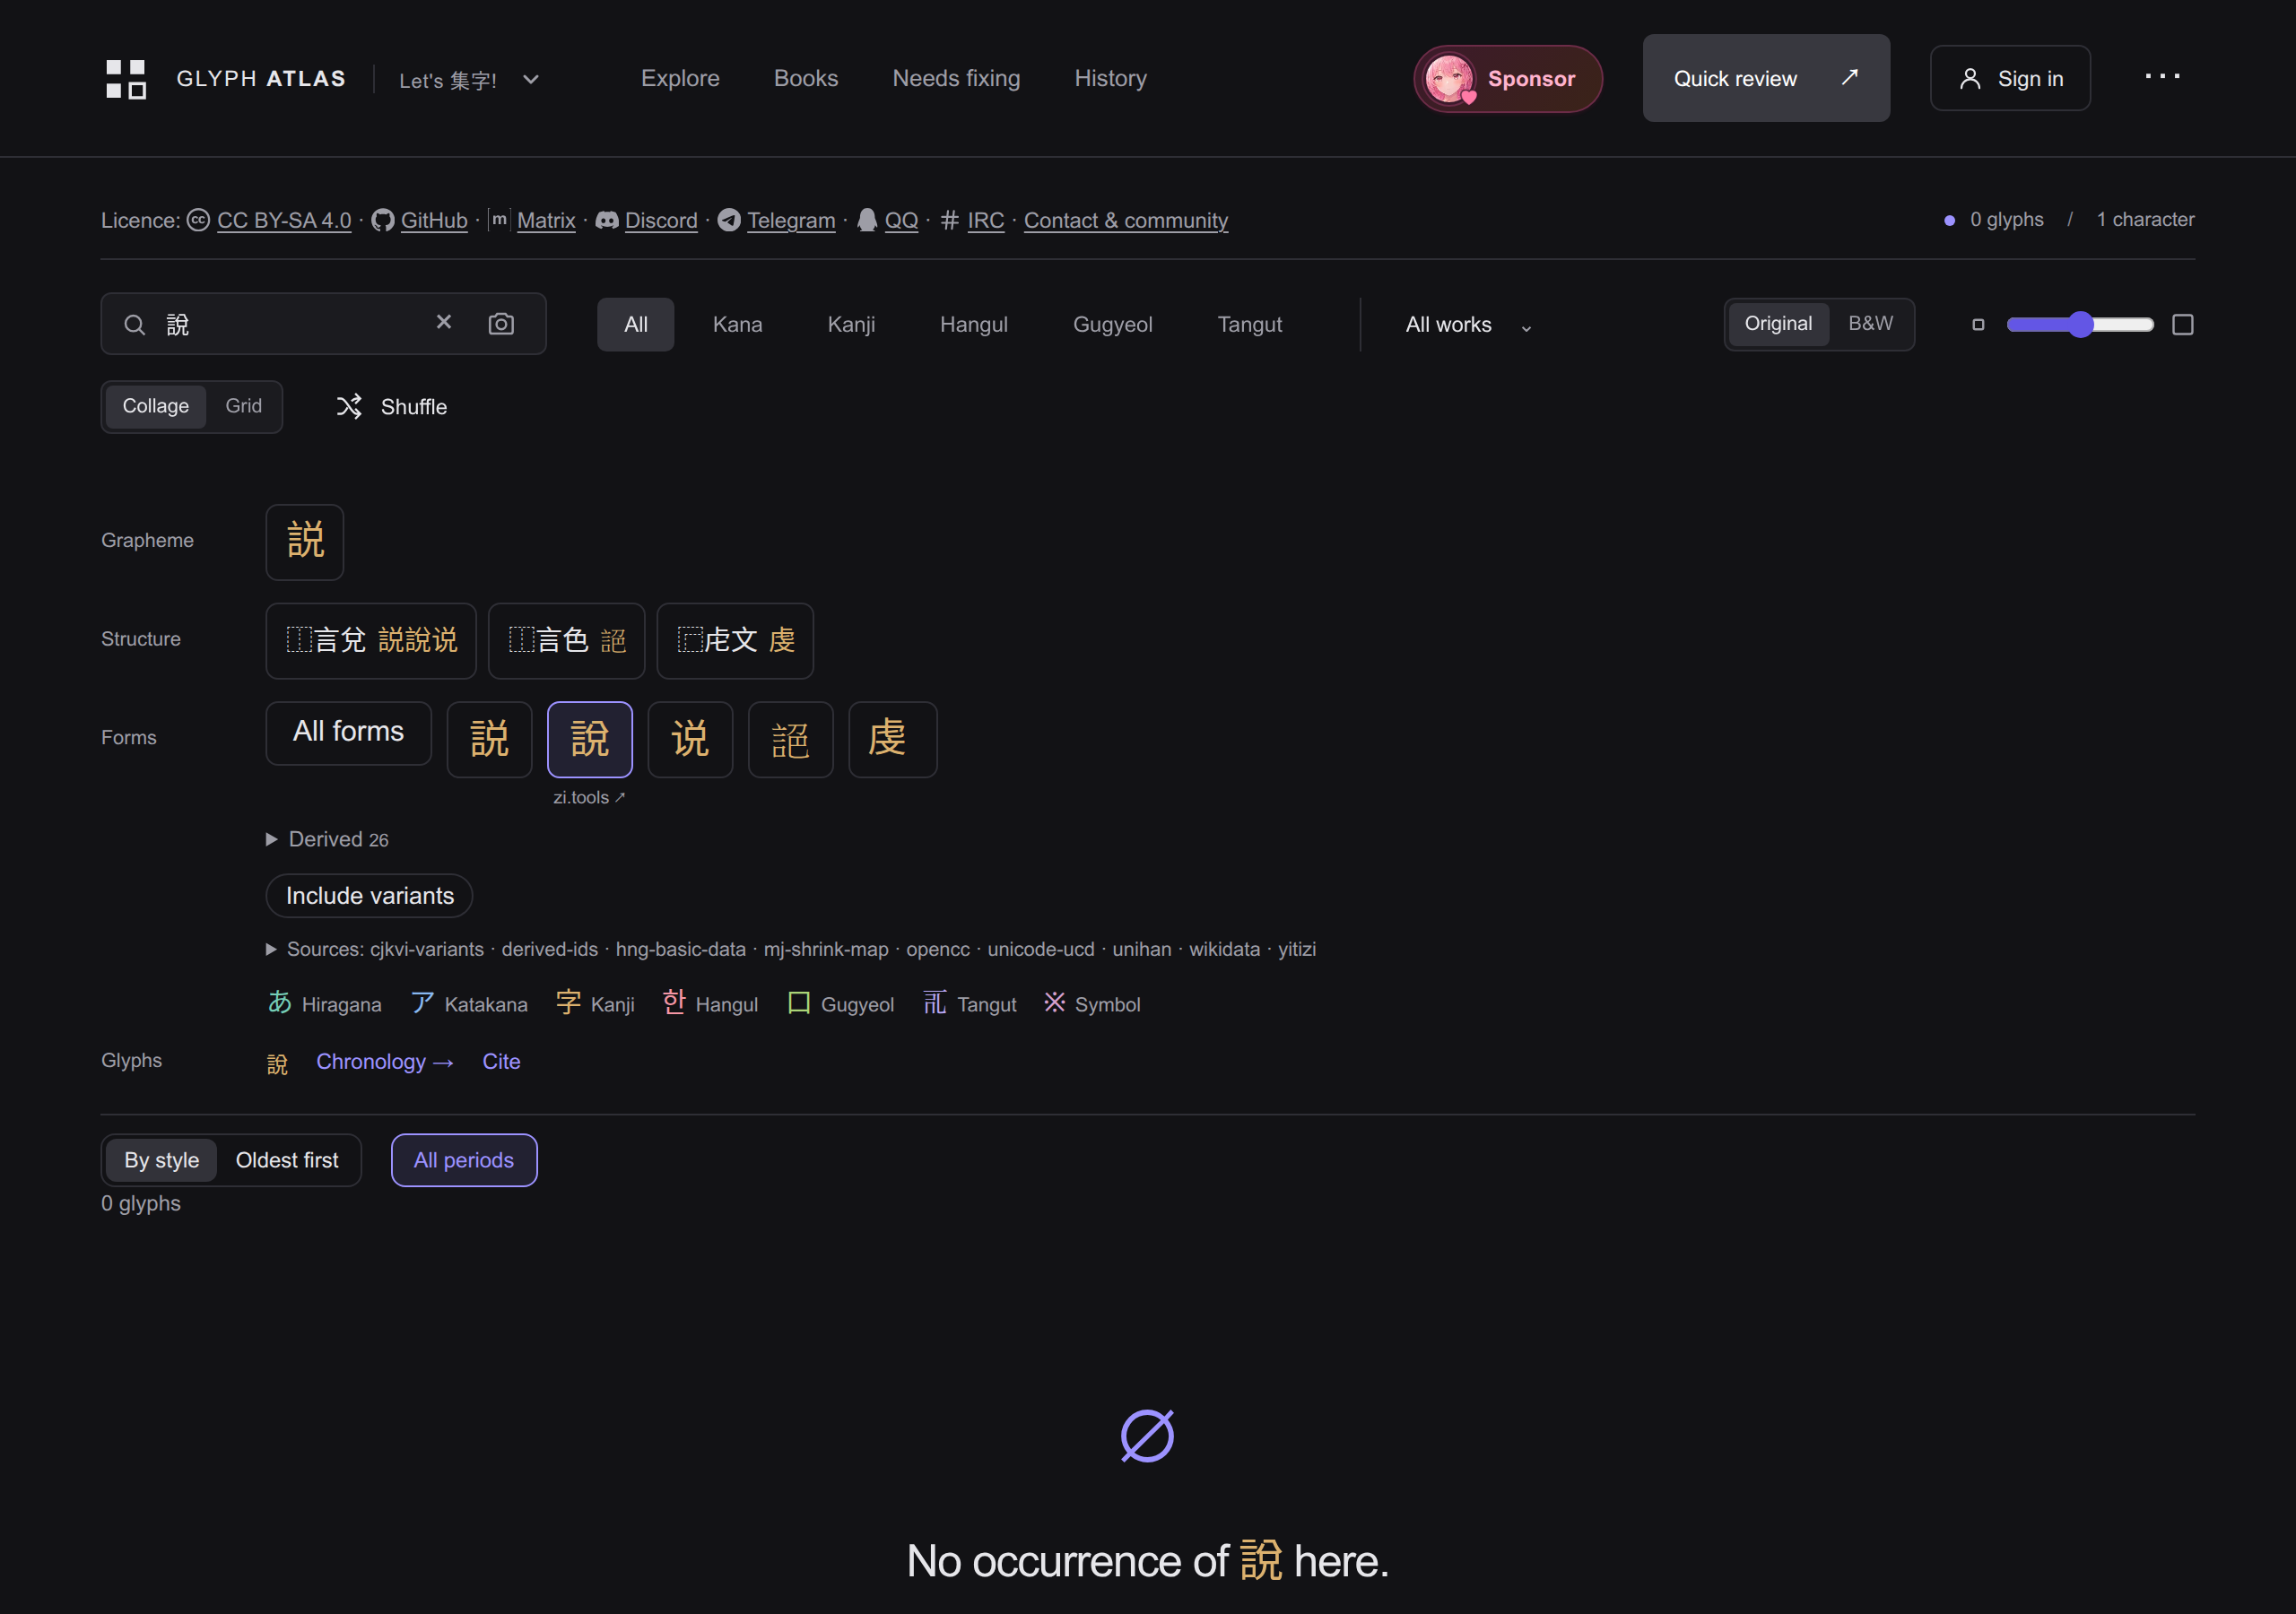 GLYPH ATLAS Let's 集字! Explore Books Needs fixing History Sponsor Quick review ↗ Sign in ···
Licence: CC BY-SA 4.0 · GitHub · [m] Matrix · Discord · Telegram · QQ · # IRC · Contact & community 0 glyphs / 1 character
說 × All Kana Kanji Hangul Gugyeol Tangut All works Original B&W
Collage Grid Shuffle
Grapheme 説
Structure ⿰言兌 説說说 ⿰言色 䛼 ⿸虍文 虔
Forms All forms 説 說 说 虔
zi.tools ↗
▶ Derived 26
Include variants
▶ Sources: cjkvi-variants · derived-ids · hng-basic-data · mj-shrink-map · opencc · unicode-ucd · unihan · wikidata · yitizi
あ Hiragana ア Katakana 字 Kanji 한 Hangul 口 Gugyeol Tangut ※ Symbol
Glyphs 說 Chronology → Cite
By style Oldest first All periods
0 glyphs
∅
No occurrence of 說 here.